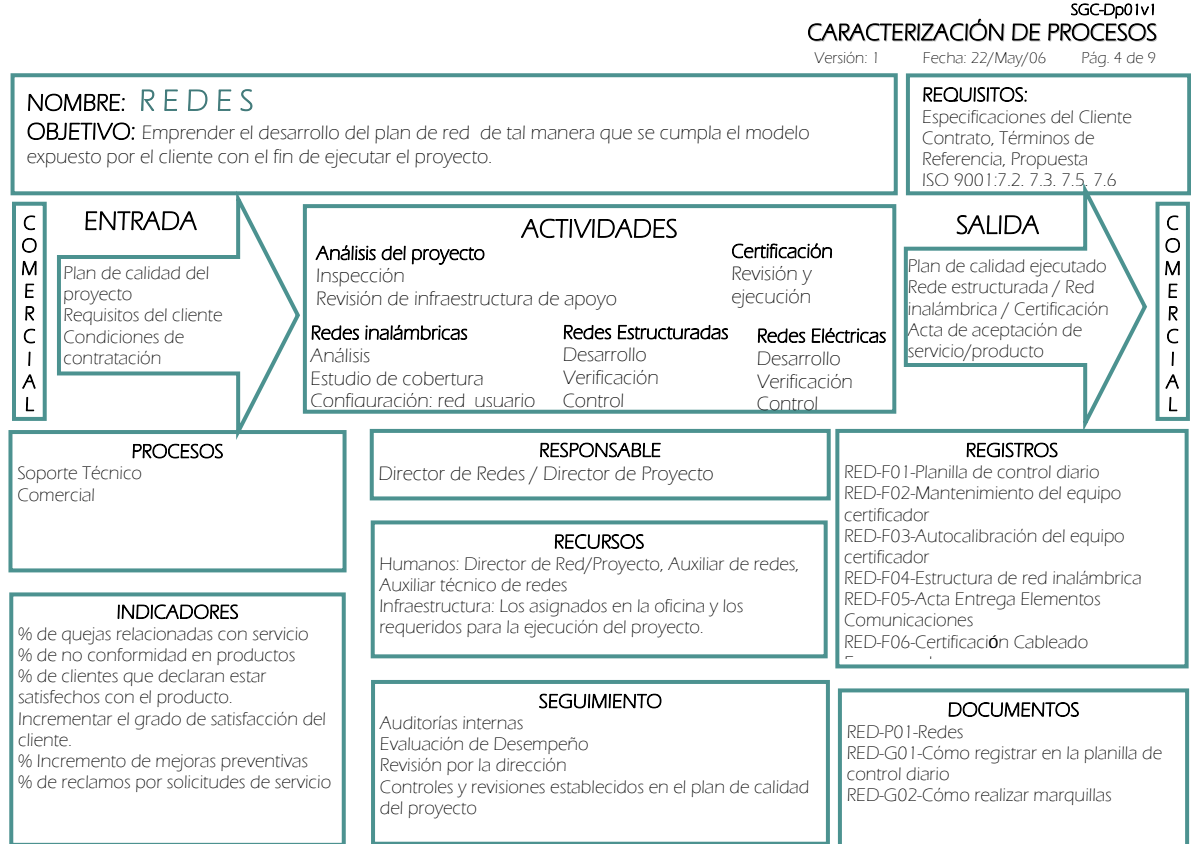 SGC-Dp01v1
CARACTERIZACIÓN DE PROCESOS
Versión: 1 Fecha: 22/May/06 Pág. 4 de 9
NOMBRE: REDES
OBJETIVO: Emprender el desarrollo del plan de red de tal manera que se cumpla el modelo
expuesto por el cliente con el fin de ejecutar el proyecto.
REQUISITOS:
Especificaciones del Cliente
Contrato, Términos de
Referencia, Propuesta
ISO 9001:7.2, 7.3, 7.5, 7.6
COMERCIAL
ENTRADA
Plan de calidad del
proyecto
Requisitos del cliente
Condiciones de
contratación
ACTIVIDADES
Análisis del proyecto
Inspección
Revisión de infraestructura de apoyo
Certificación
Revisión y
ejecución
Redes inalámbricas
Análisis
Estudio de cobertura
Configuración: red usuario
Redes Estructuradas
Desarrollo
Verificación
Control
Redes Eléctricas
Desarrollo
Verificación
Control
SALIDA
Plan de calidad ejecutado
Rede estructurada / Red
inalámbrica / Certificación
Acta de aceptación de
servicio/producto
COMERCIAL
PROCESOS
Soporte Técnico
Comercial
RESPONSABLE
Director de Redes / Director de Proyecto
REGISTROS
RED-F01-Planilla de control diario
RED-F02-Mantenimiento del equipo
certificador
RED-F03-Autocalibración del equipo
certificador
RED-F04-Estructura de red inalámbrica
RED-F05-Acta Entrega Elementos
Comunicaciones
RED-F06-Certificación Cableado
RECURSOS
Humanos: Director de Red/Proyecto, Auxiliar de redes,
Auxiliar técnico de redes
Infraestructura: Los asignados en la oficina y los
requeridos para la ejecución del proyecto.
INDICADORES
% de quejas relacionadas con servicio
% de no conformidad en productos
% de clientes que declaran estar
satisfechos con el producto.
Incrementar el grado de satisfacción del
cliente.
% Incremento de mejoras preventivas
% de reclamos por solicitudes de servicio
SEGUIMIENTO
Auditorías internas
Evaluación de Desempeño
Revisión por la dirección
Controles y revisiones establecidos en el plan de calidad
del proyecto
DOCUMENTOS
RED-P01-Redes
RED-G01-Cómo registrar en la planilla de
control diario
RED-G02-Cómo realizar marquillas